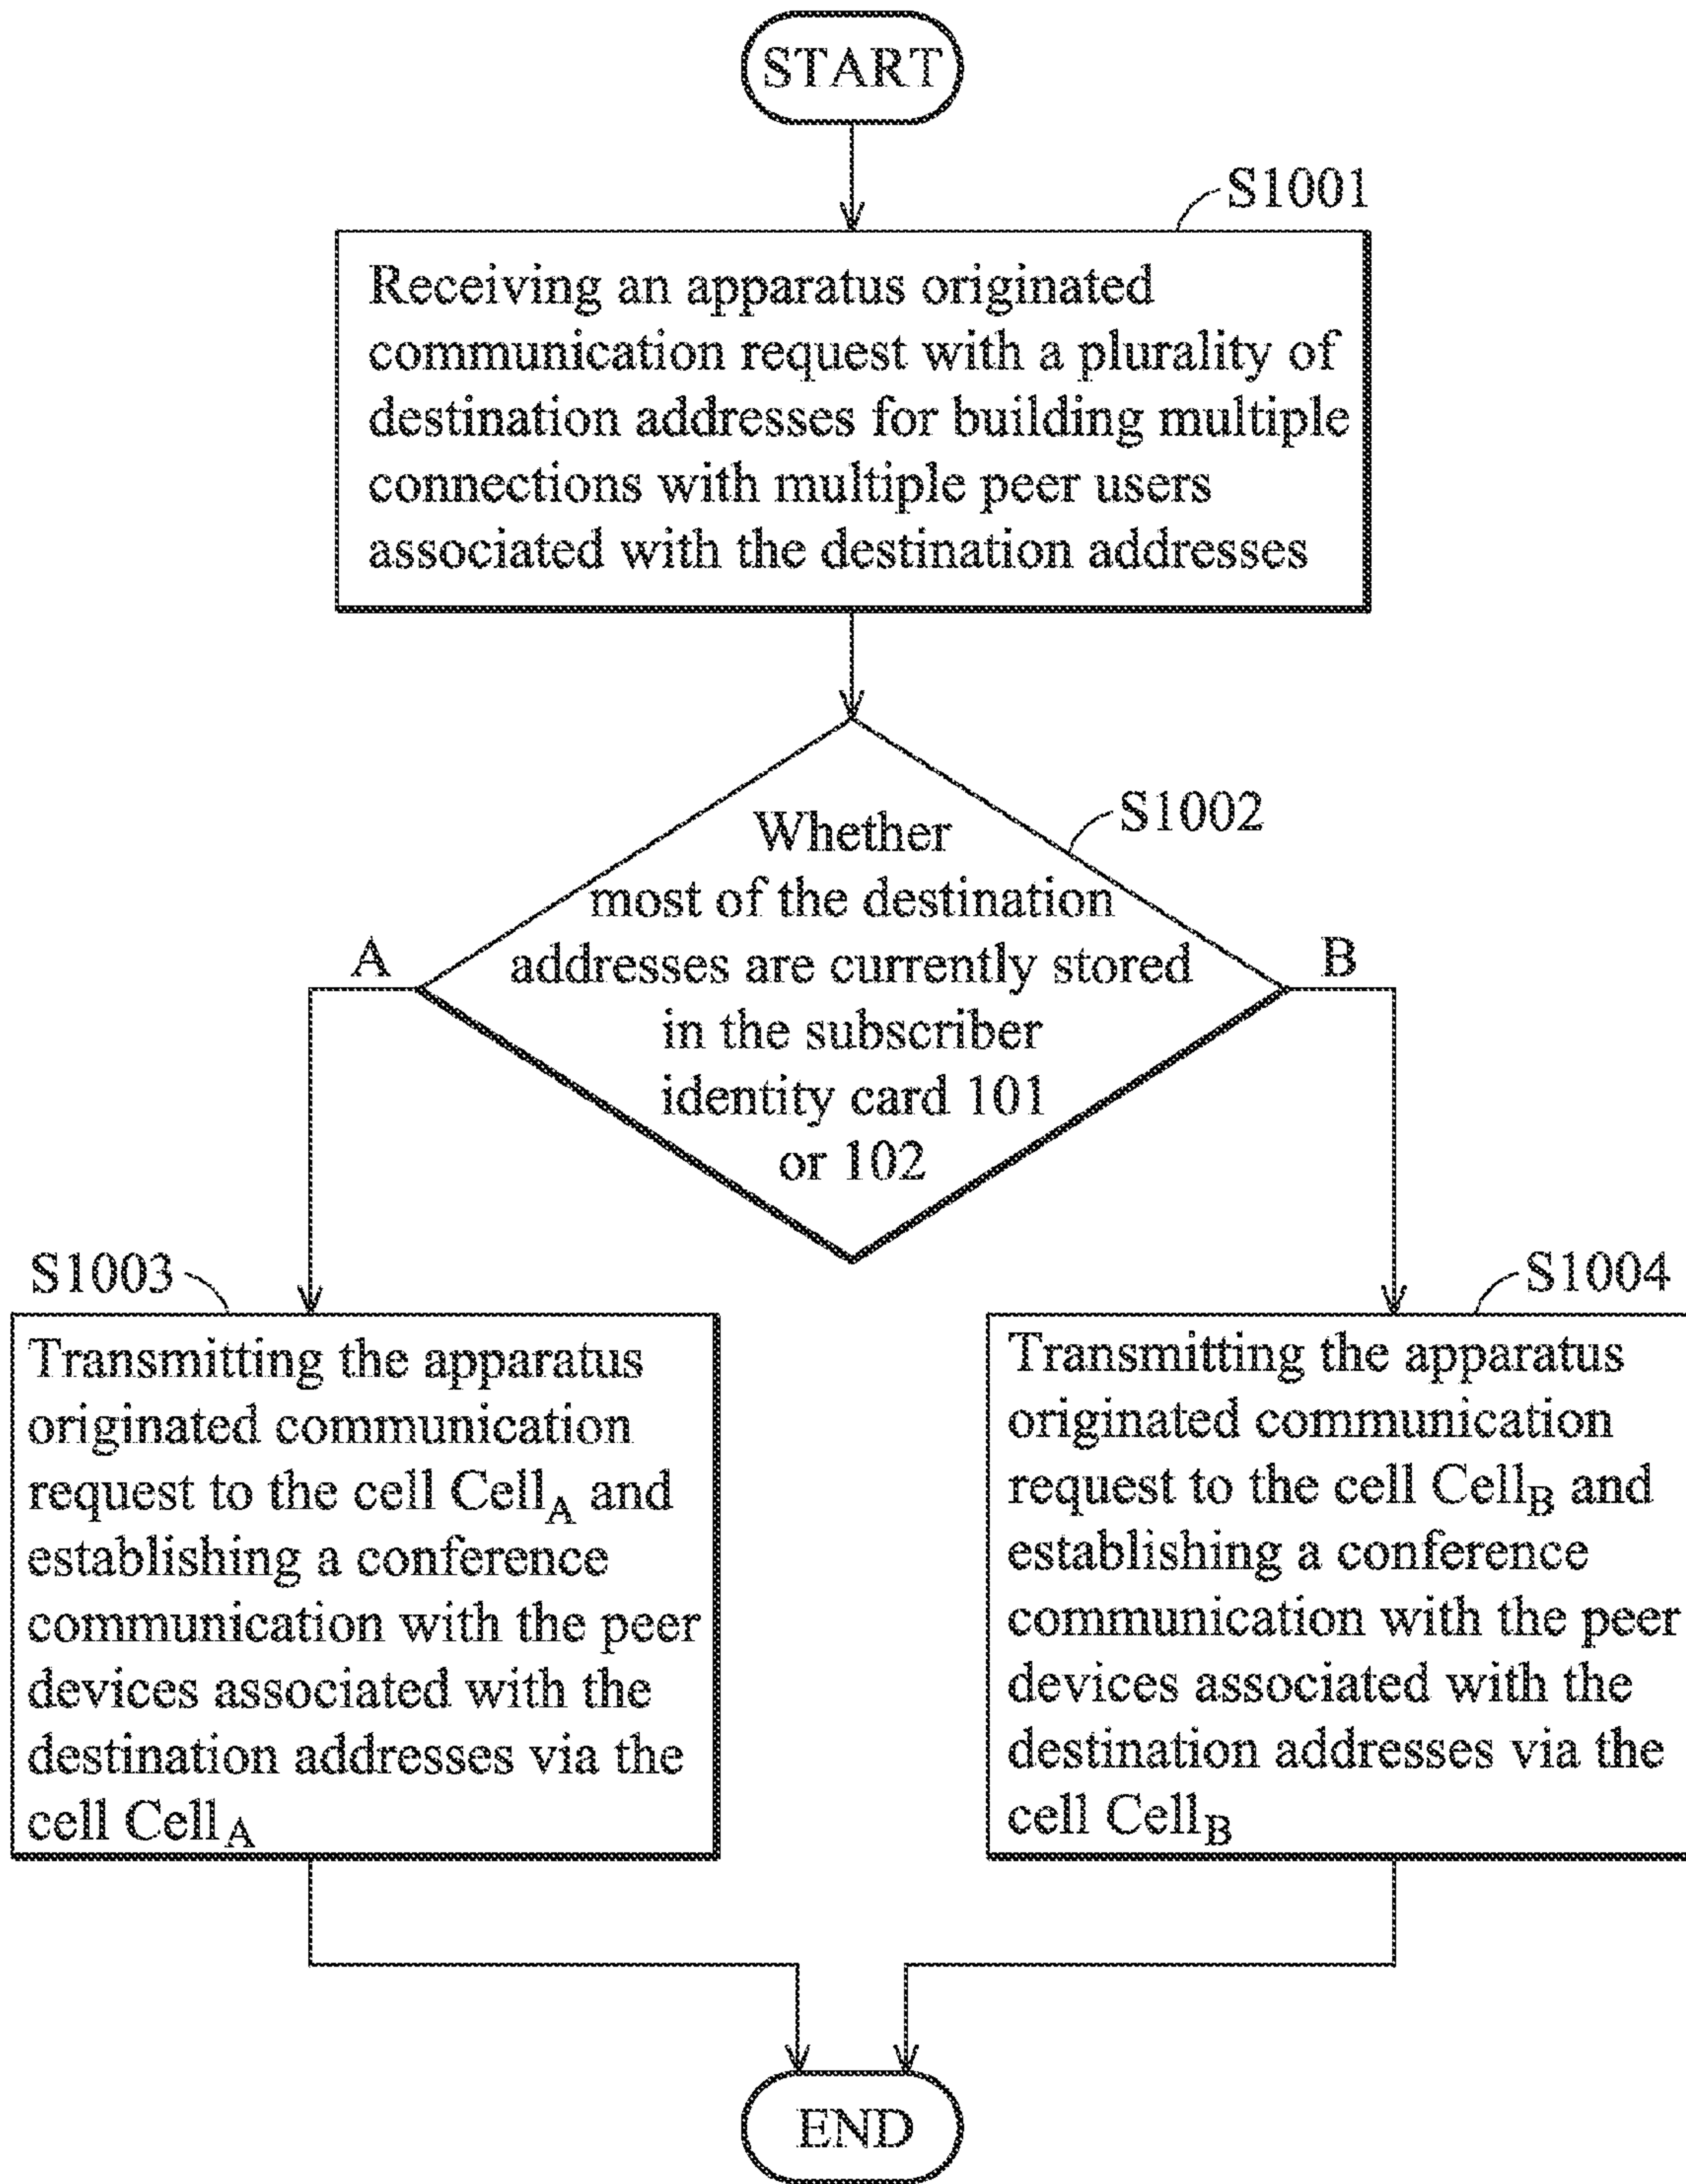 START
S1001
Receiving an apparatus originated
communication request with a plurality of
destination addresses for building multiple
connections with multiple peer users
associated with the destination addresses
S1002
Whether
most of the destination
addresses are currently stored
in the subscriber
identity card 101
or 102
A
B
S1003
Transmitting the apparatus
originated communication
request to the cell CellA and
establishing a conference
communication with the peer
devices associated with the
destination addresses via the
cell CellA
S1004
Transmitting the apparatus
originated communication
request to the cell CellB and
establishing a conference
communication with the peer
devices associated with the
destination addresses via the
cell CellB
END